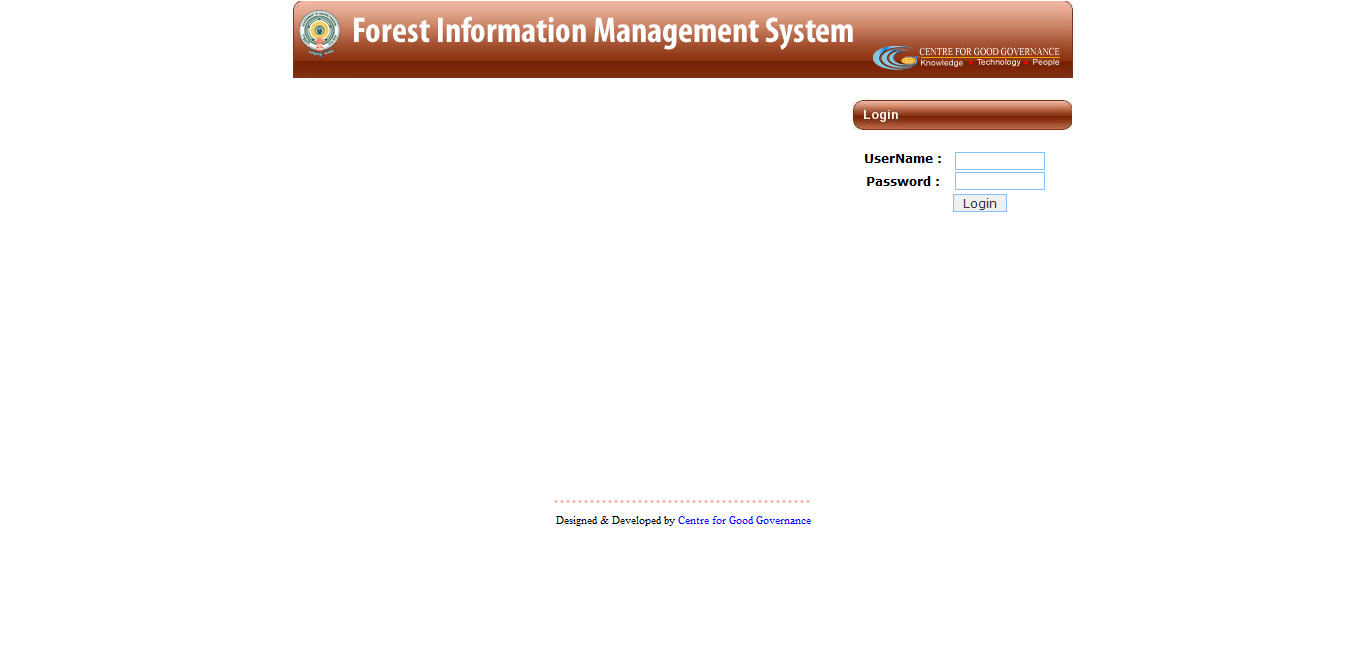 Forest Information Management System
CENTRE FOR GOOD GOVERNANCE
Knowledge • Technology • People
Login
UserName :
Password :
Login
Designed & Developed by Centre for Good Governance